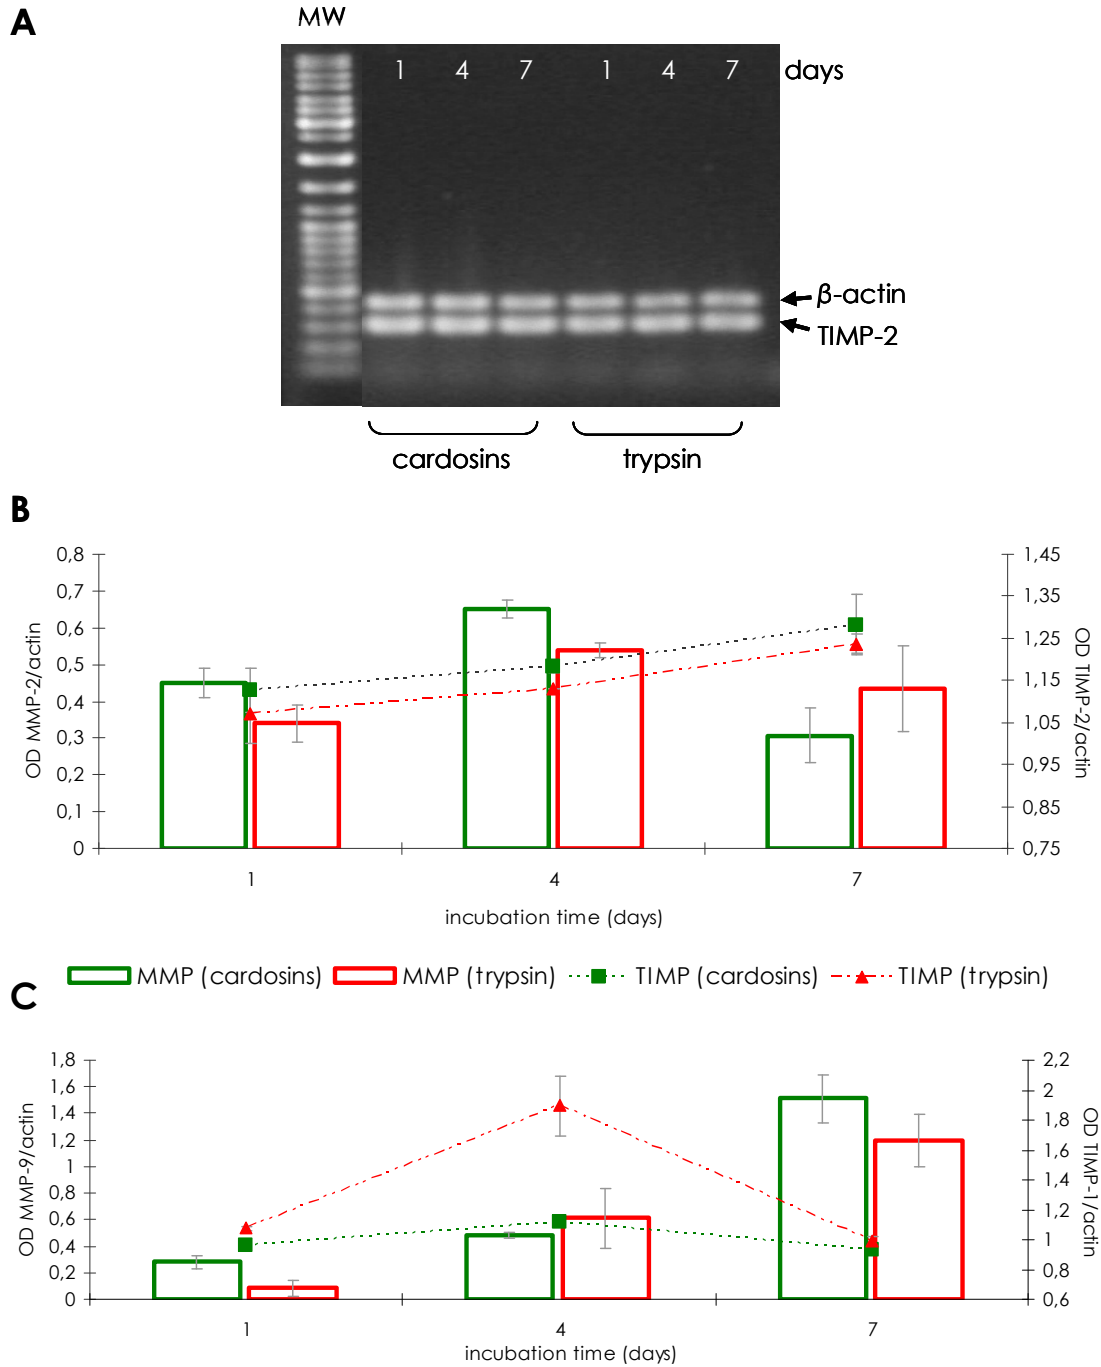 A
MW
1 4 7 1 4 7 days
β-actin
TIMP-2
cardosins trypsin
B
OD MMP-2/actin
0,8
0,7
0,6
0,5
0,4
0,3
0,2
0,1
0
1,45
1,35
1,25
1,15
1,05
0,95
0,85
0,75
OD TIMP-2/actin
1 4 7
incubation time (days)
MMP (cardosins) MMP (trypsin) TIMP (cardosins) TIMP (trypsin)
C
OD MMP-9/actin
1,8
1,6
1,4
1,2
1
0,8
0,6
0,4
0,2
0
2,2
2
1,8
1,6
1,4
1,2
1
0,8
0,6
OD TIMP-1/actin
1 4 7
incubation time (days)